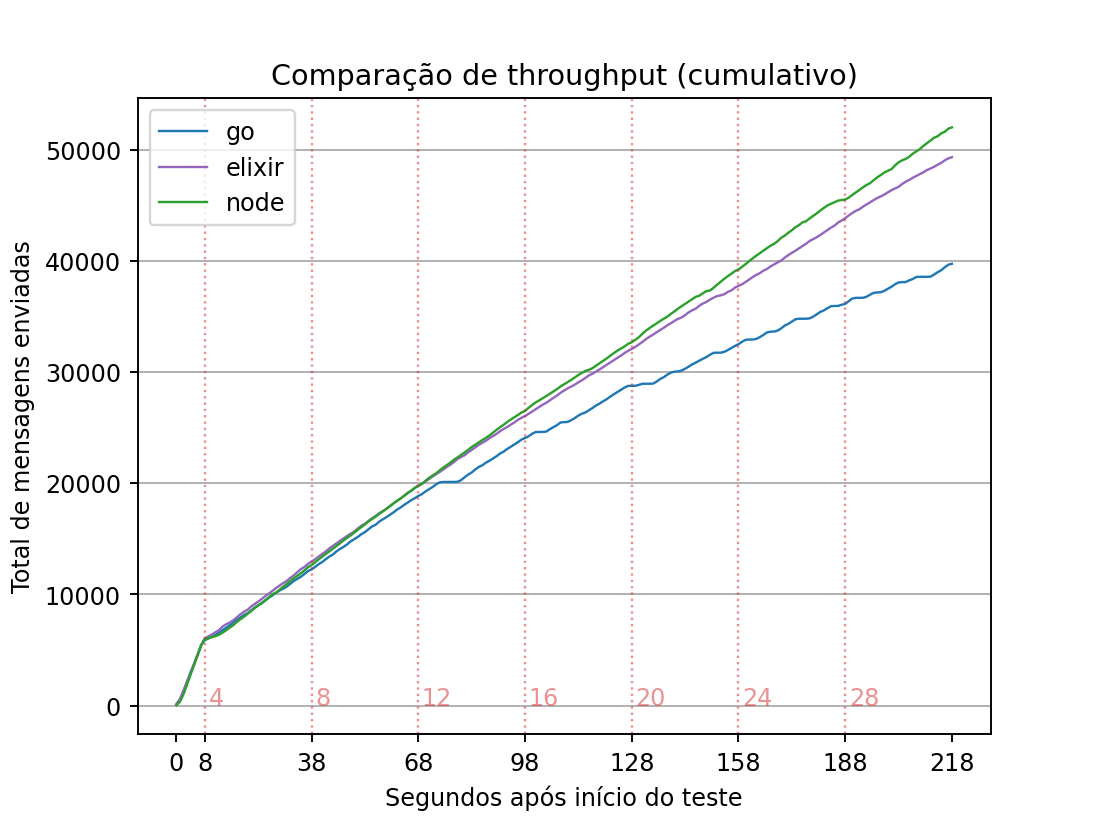 Comparação de throughput (cumulativo)
go
elixir
node
Total de mensagens enviadas
50000
40000
30000
20000
10000
0
4 8 12 16 20 24 28
0 8 38 68 98 128 158 188 218
Segundos após início do teste